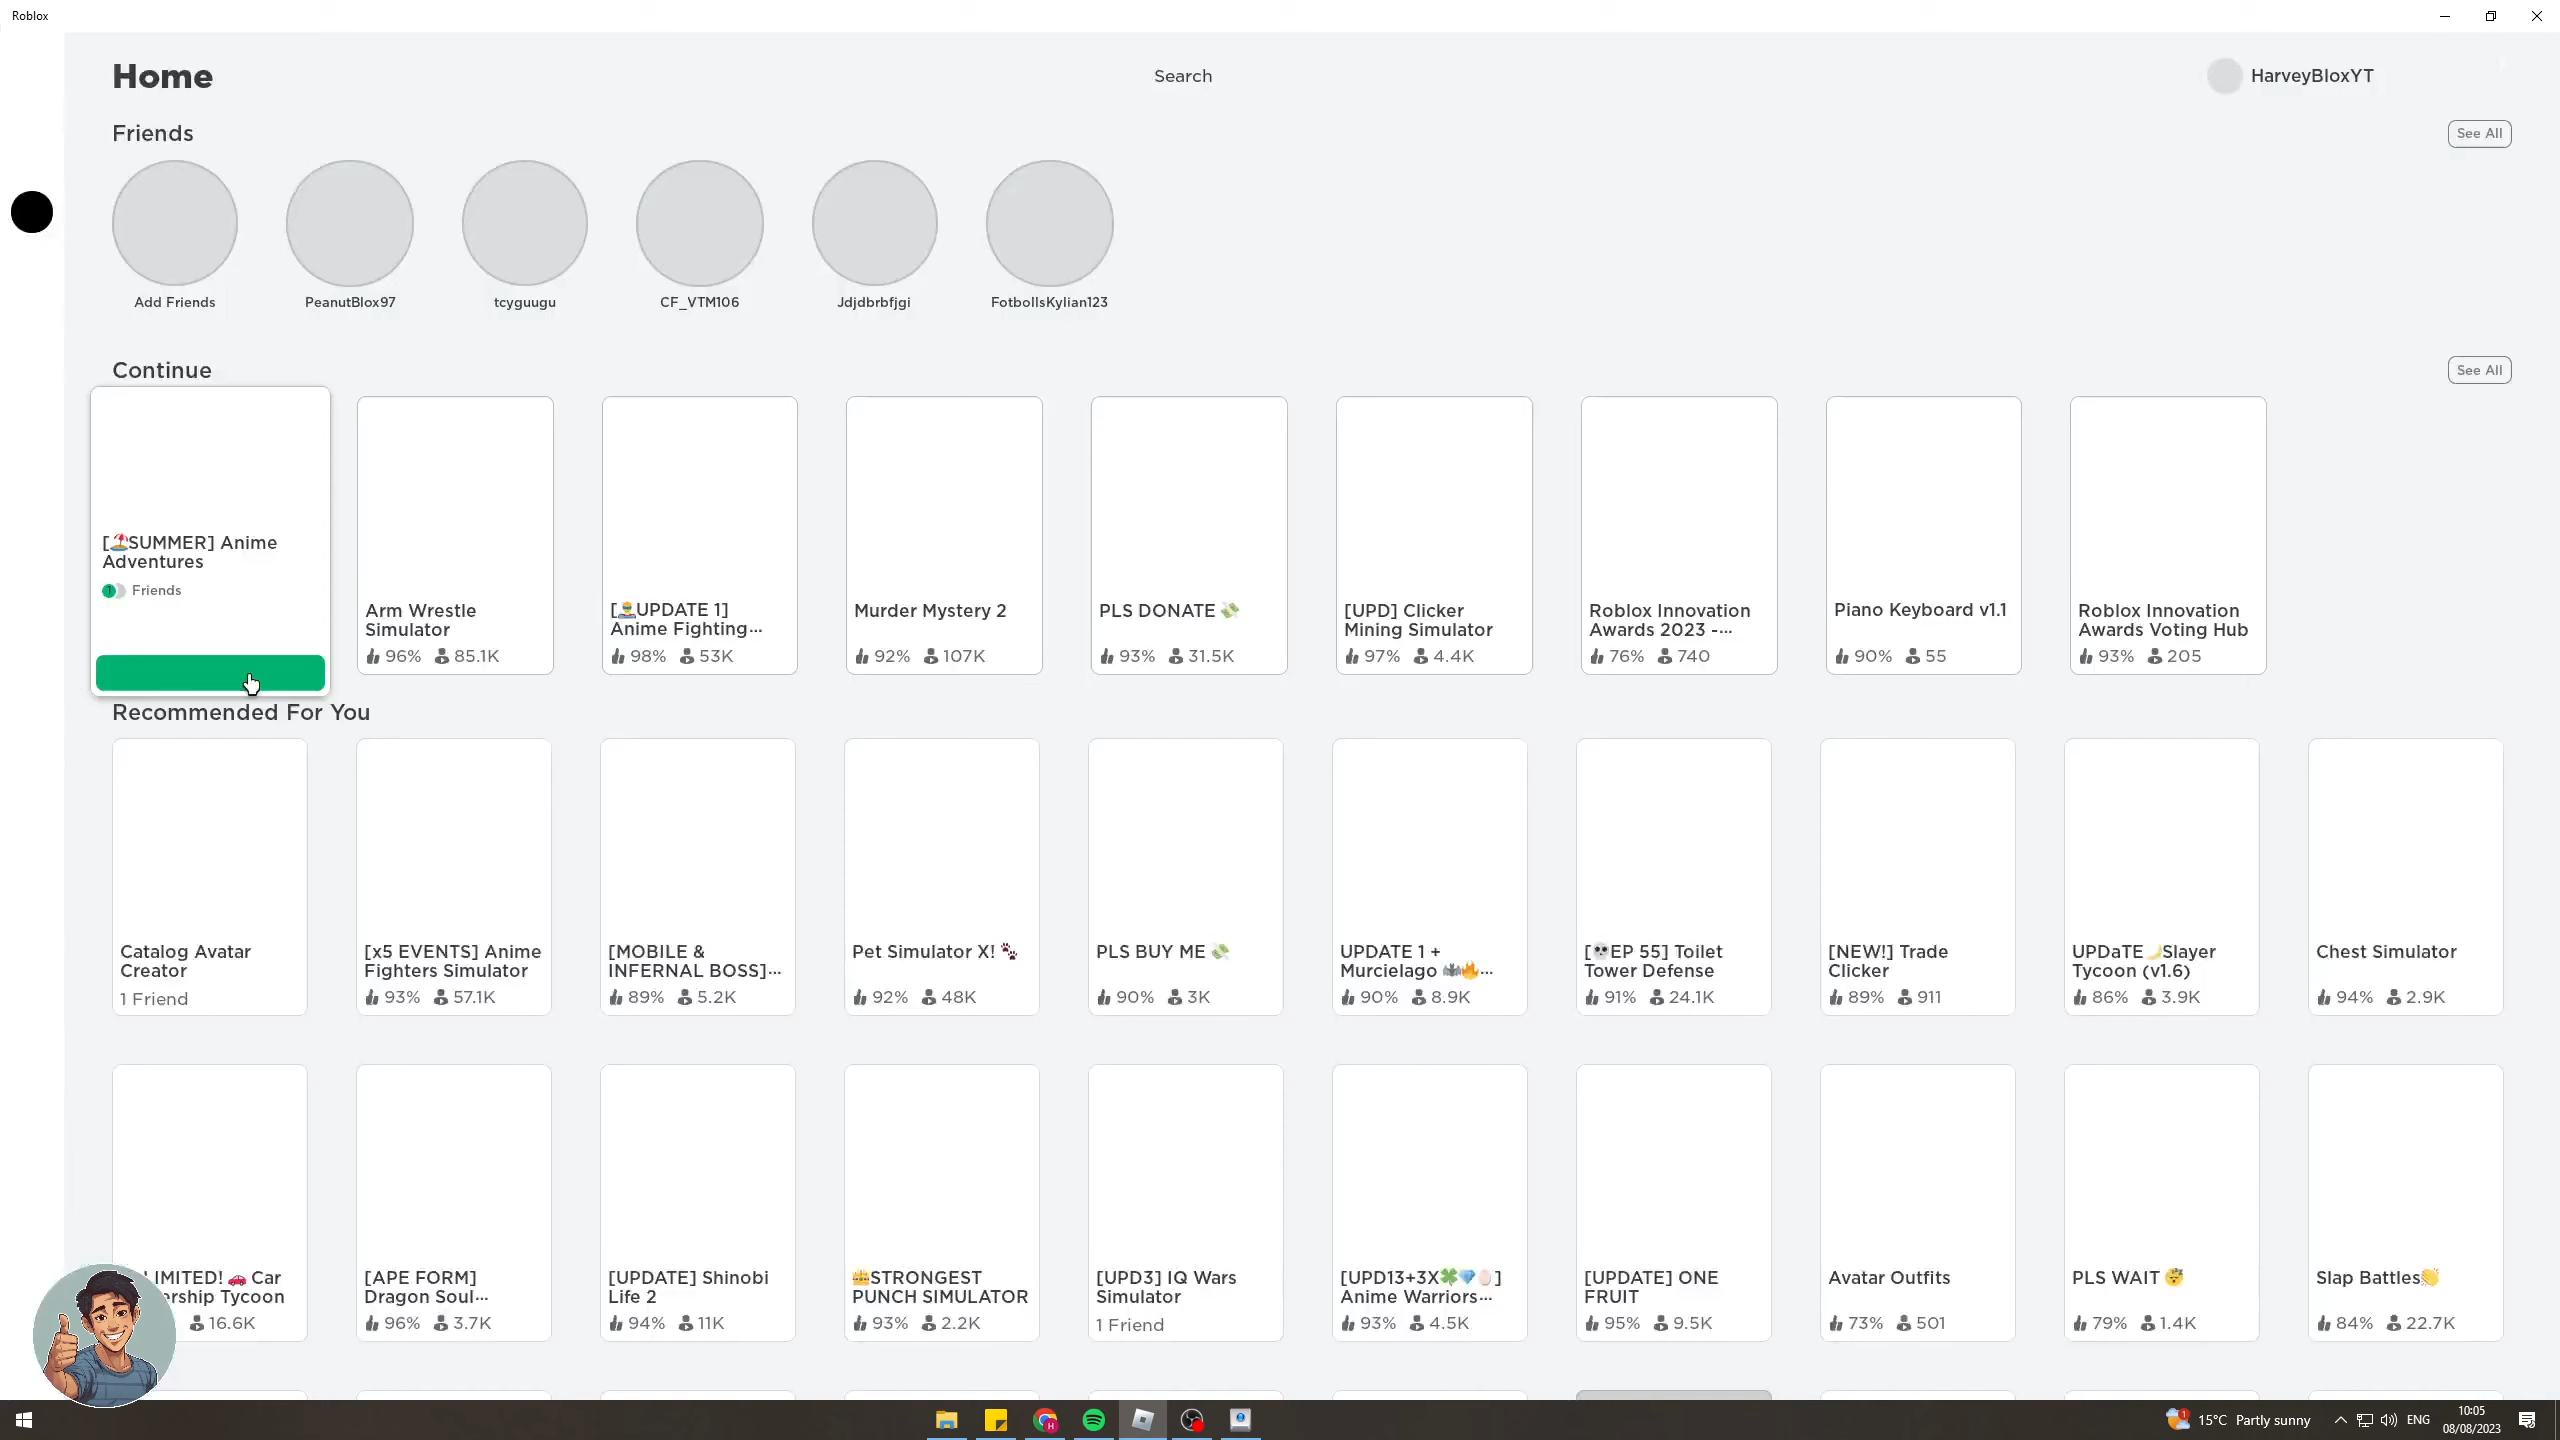 Roblox
Home
Search
HarveyBloxYT
Friends
See All
Add Friends
PeanutBlox97
tcyguugu
CF_VTM106
Jdjdbrbfjgi
FotbollsKylian123
Continue
See All
[🏖️SUMMER] Anime
Adventures
1 Friends
Arm Wrestle
Simulator
96% 85.1K
[🏄UPDATE 1]
Anime Fighting...
98% 53K
Murder Mystery 2
92% 107K
PLS DONATE 💸
93% 31.5K
[UPD] Clicker
Mining Simulator
97% 4.4K
Roblox Innovation
Awards 2023 -...
76% 740
Piano Keyboard v1.1
90% 55
Roblox Innovation
Awards Voting Hub
93% 205
Recommended For You
Catalog Avatar
Creator
1 Friend
[x5 EVENTS] Anime
Fighters Simulator
93% 57.1K
[MOBILE &
INFERNAL BOSS]...
89% 5.2K
Pet Simulator X! 🐾
92% 48K
PLS BUY ME 💸
90% 3K
UPDATE 1 +
Murcielago 🦇🔥...
90% 8.9K
[💀EP 55] Toilet
Tower Defense
91% 24.1K
[NEW!] Trade
Clicker
89% 911
UPDaTE🌙Slayer
Tycoon (v1.6)
86% 3.9K
Chest Simulator
94% 2.9K
IMITED! 🚗 Car
ership Tycoon
16.6K
[APE FORM]
Dragon Soul...
96% 3.7K
[UPDATE] Shinobi
Life 2
94% 11K
👑STRONGEST
PUNCH SIMULATOR
93% 2.2K
[UPD3] IQ Wars
Simulator
1 Friend
[UPD13+3X🍀💎🥚]
Anime Warriors...
93% 4.5K
[UPDATE] ONE
FRUIT
95% 9.5K
Avatar Outfits
73% 501
PLS WAIT 😴
79% 1.4K
Slap Battles👏
84% 22.7K
1
15°C Partly sunny
ENG
10:05
08/08/2023